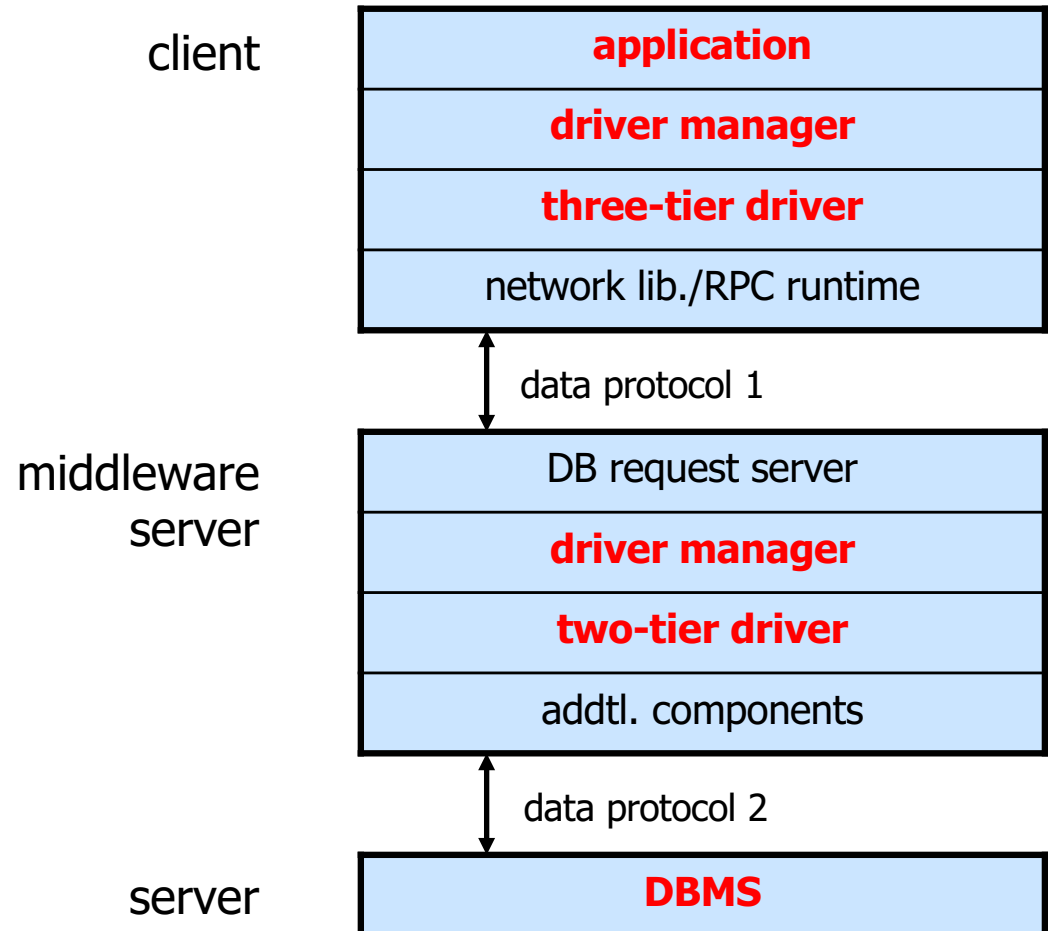 client
application
driver manager
three-tier driver
network lib./RPC runtime
data protocol 1
middleware
server
DB request server
driver manager
two-tier driver
addtl. components
data protocol 2
server
DBMS